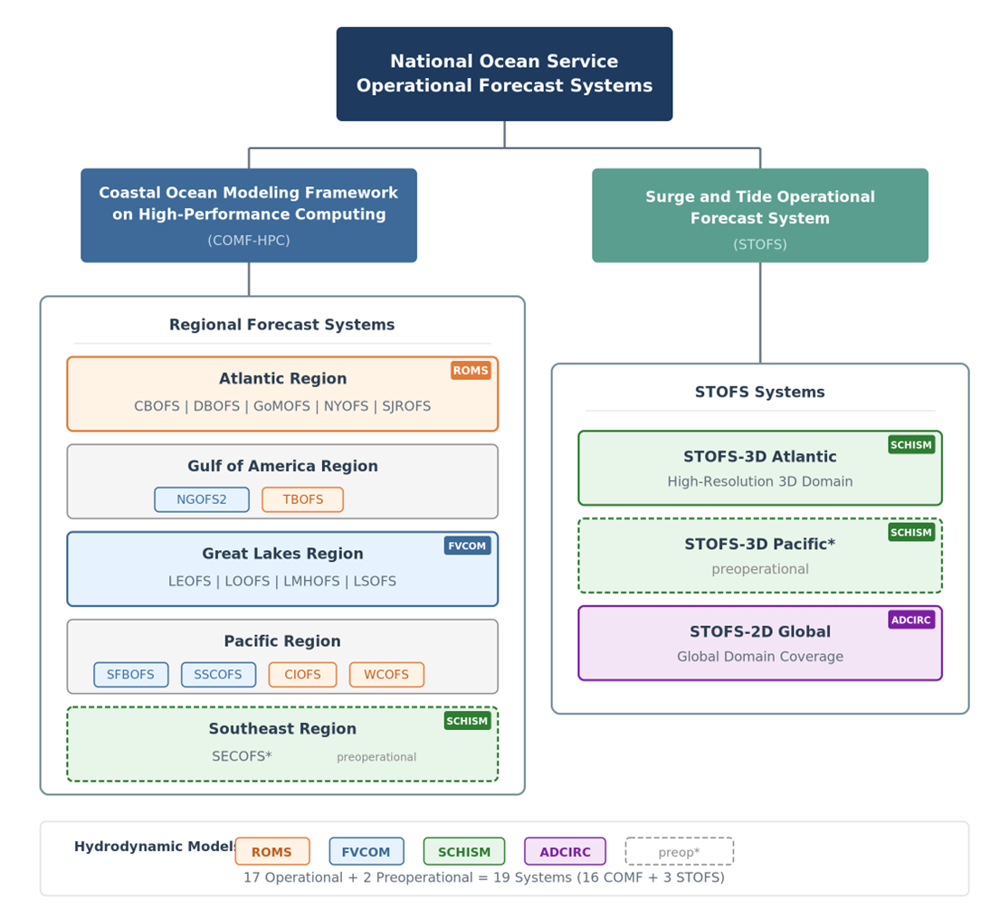 National Ocean Service
Operational Forecast Systems
Coastal Ocean Modeling Framework
on High-Performance Computing
(COMF-HPC)
Surge and Tide Operational
Forecast System
(STOFS)
Regional Forecast Systems
Atlantic Region
ROMS
CBOFS | DBOFS | GoMOFS | NYOFS | SJROFS
Gulf of America Region
NGOFS2 TBOFS
Great Lakes Region
FVCOM
LEOFS | LOOFS | LMHOFS | LSOFS
Pacific Region
SFBOFS SSCOFS CIOFS WCOFS
Southeast Region
SCHISM
SECOFS* preoperational
STOFS Systems
STOFS-3D Atlantic
SCHISM
High-Resolution 3D Domain
STOFS-3D Pacific*
SCHISM
preoperational
STOFS-2D Global
ADCIRC
Global Domain Coverage
Hydrodynamic Models ROMS FVCOM SCHISM ADCIRC preop*
17 Operational + 2 Preoperational = 19 Systems (16 COMF + 3 STOFS)